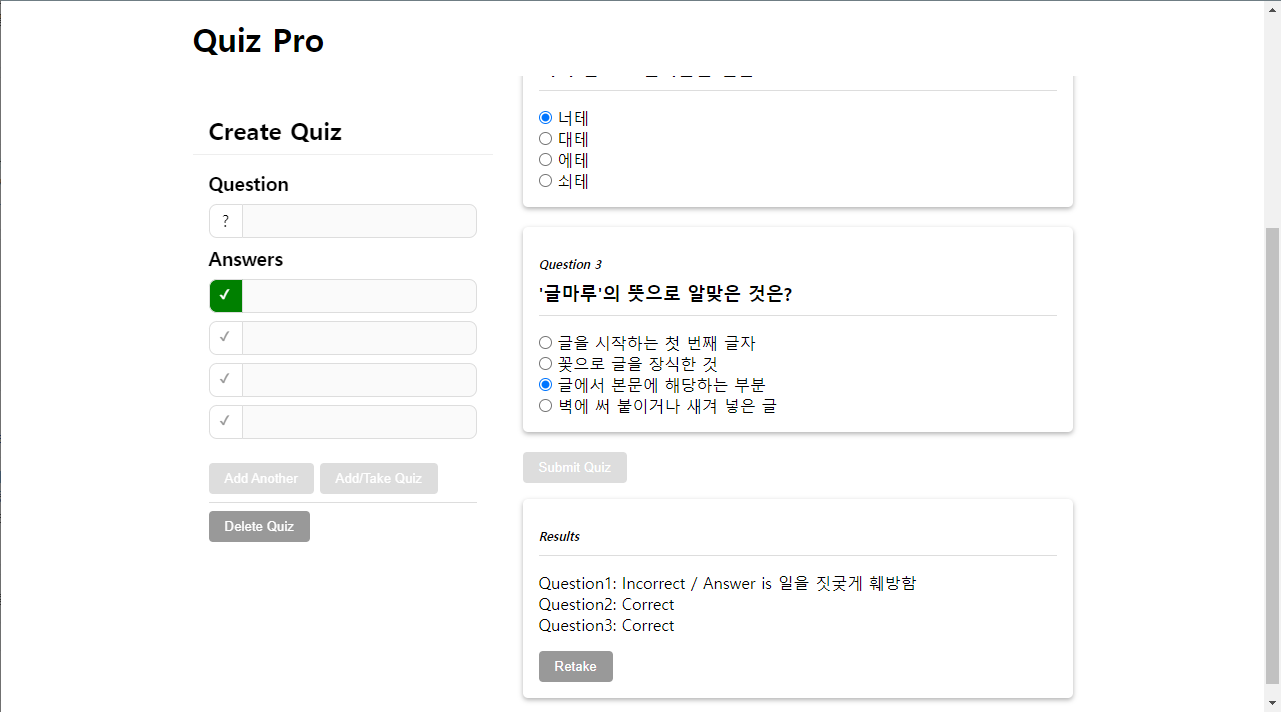 Quiz Pro
Create Quiz
Question
?
Answers
✓
✓
✓
✓
Add Another
Add/Take Quiz
Delete Quiz
너테
대테
에테
쇠테
Question 3
'글마루'의 뜻으로 알맞은 것은?
글을 시작하는 첫 번째 글자
꽃으로 글을 장식한 것
글에서 본문에 해당하는 부분
벽에 써 붙이거나 새겨 넣은 글
Submit Quiz
Results
Question1: Incorrect / Answer is 일을 짓궂게 훼방함
Question2: Correct
Question3: Correct
Retake